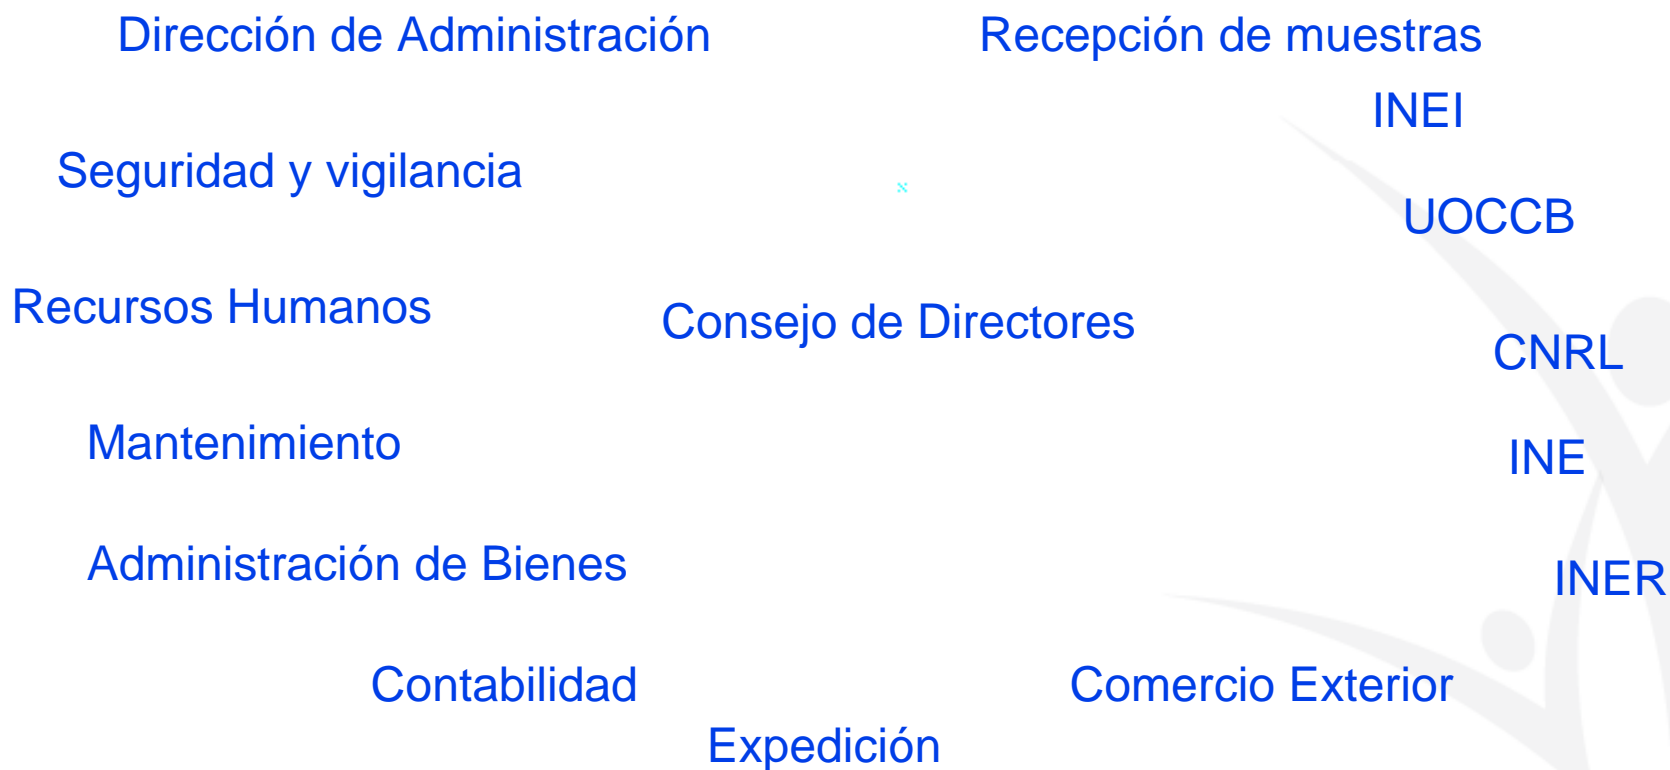 Dirección de Administración
Recepción de muestras
INEI
Seguridad y vigilancia
UOCCB
Recursos Humanos
Consejo de Directores
CNRL
Mantenimiento
INE
Administración de Bienes
INER
Contabilidad
Comercio Exterior
Expedición